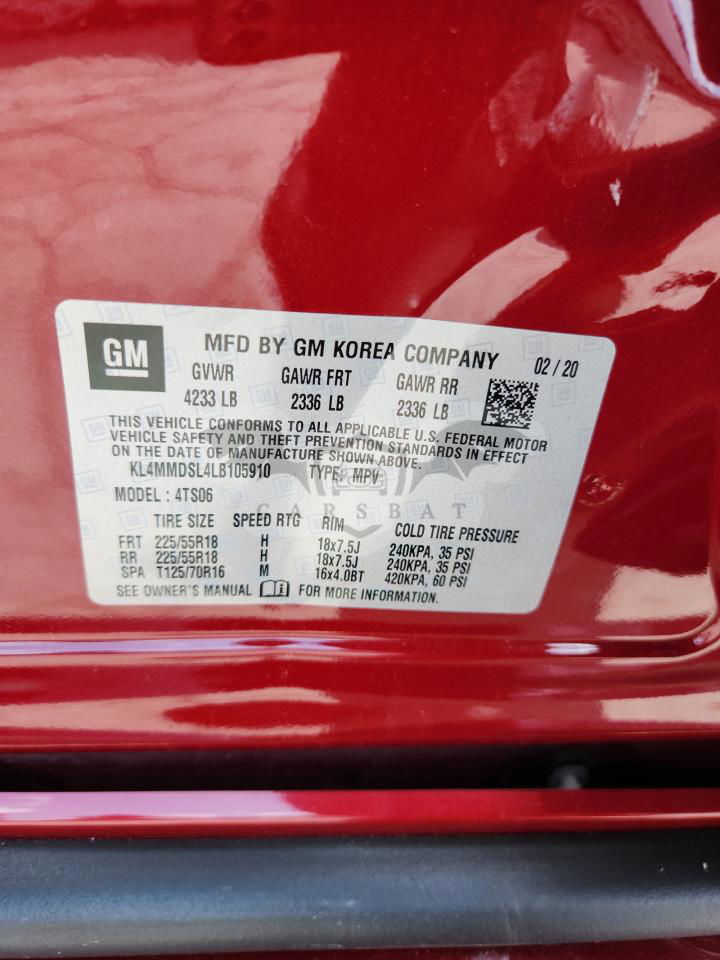 GM
MFD BY GM KOREA COMPANY 02 / 20
GVWR GAWR FRT GAWR RR
4233 LB 2336 LB 2336 LB
THIS VEHICLE CONFORMS TO ALL APPLICABLE U.S. FEDERAL MOTOR
VEHICLE SAFETY AND THEFT PREVENTION STANDARDS IN EFFECT
ON THE DATE OF MANUFACTURE SHOWN ABOVE.
KL4MMDSL4LB105910 TYPE: MPV
MODEL : 4TS06
CARSBAT
TIRE SIZE SPEED RTG RIM COLD TIRE PRESSURE
FRT 225/55R18 H 18x7.5J 240KPA, 35 PSI
RR 225/55R18 H 18x7.5J 240KPA, 35 PSI
SPA T125/70R16 M 16x4.0BT 420KPA, 60 PSI
SEE OWNER'S MANUAL FOR MORE INFORMATION.